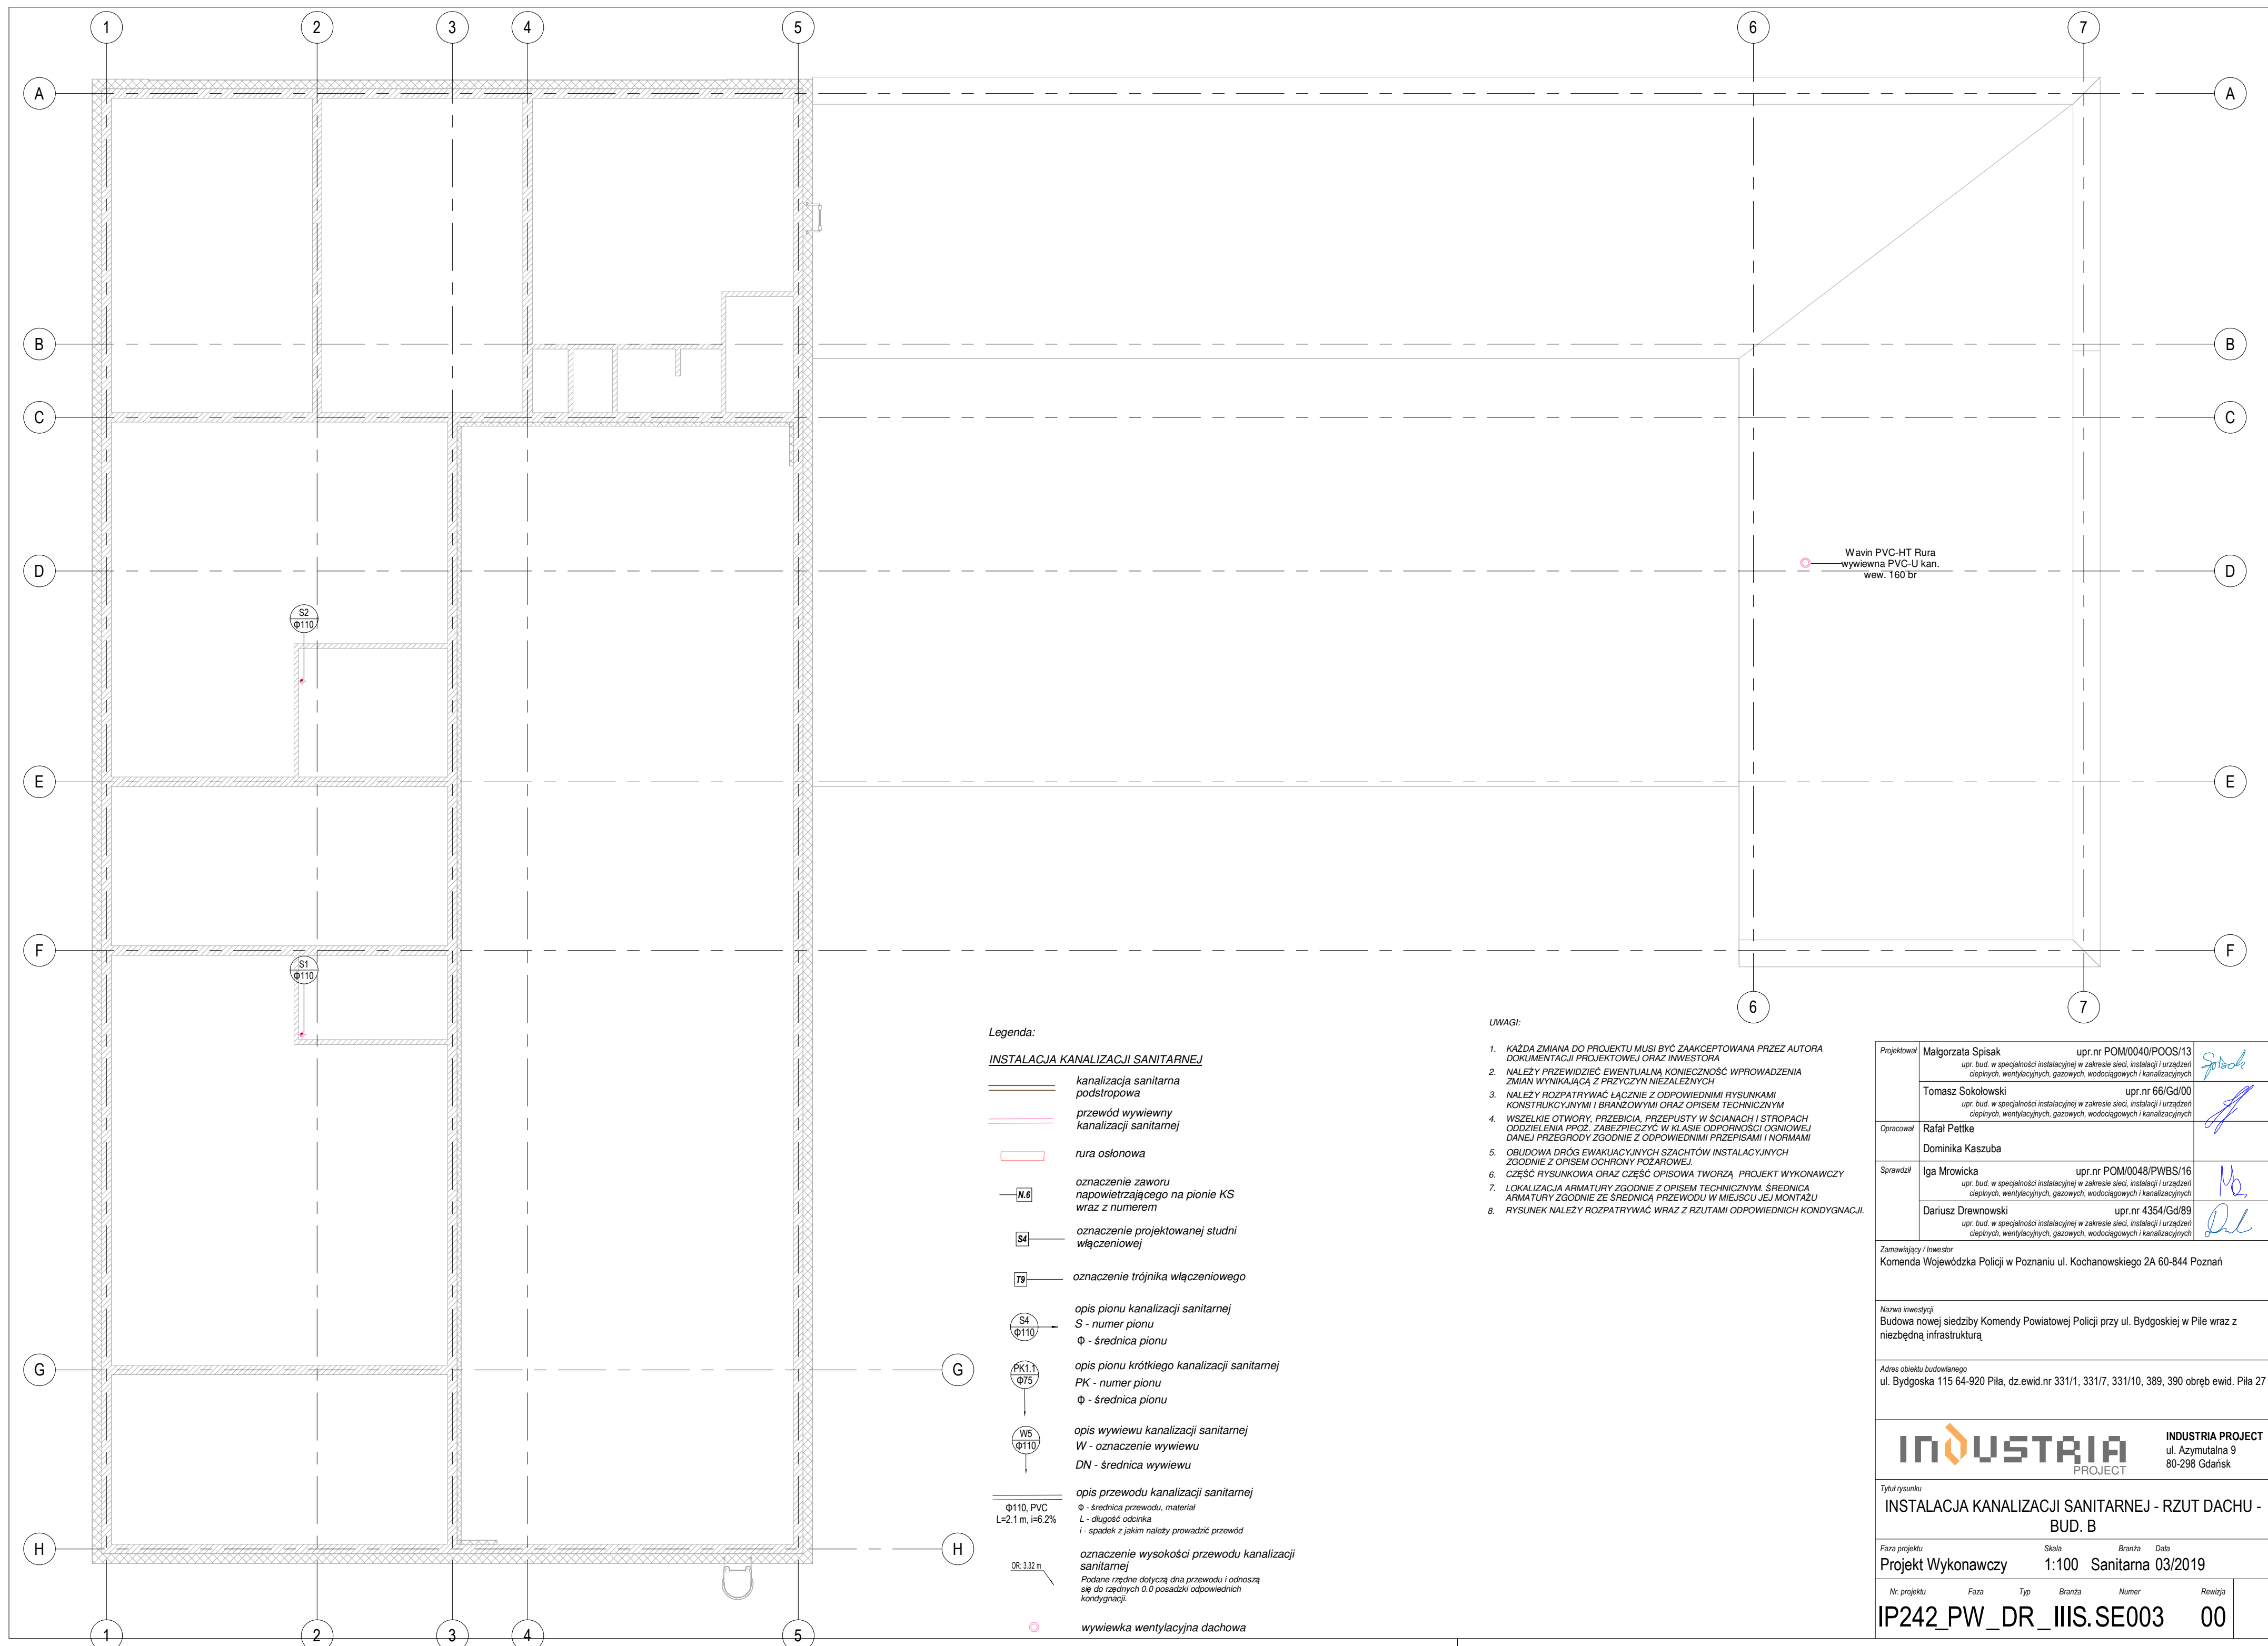 1 2 3 4 5 6 7
A A
B B
C C
D D
E E
F F
G G
H H
6 7
1 2 3 4 5
Wavin PVC-HT Rura
wywiewna PVC-U kan.
wew. 160 br
S2
Φ110
S1
Φ110
Legenda:
INSTALACJA KANALIZACJI SANITARNEJ
kanalizacja sanitarna
podstropowa
przewód wywiewny
kanalizacji sanitarnej
rura osłonowa
N.6
oznaczenie zaworu
napowietrzającego na pionie KS
wraz z numerem
S4
oznaczenie projektowanej studni
włączeniowej
T9
oznaczenie trójnika włączeniowego
S4
Φ110
opis pionu kanalizacji sanitarnej
S - numer pionu
Φ - średnica pionu
PK1.1
Φ75
opis pionu krótkiego kanalizacji sanitarnej
PK - numer pionu
Φ - średnica pionu
W5
Φ110
opis wywiewu kanalizacji sanitarnej
W - oznaczenie wywiewu
DN - średnica wywiewu
Φ110, PVC
L=2.1 m, i=6.2%
opis przewodu kanalizacji sanitarnej
Φ - średnica przewodu, materiał
L - długość odcinka
i - spadek z jakim należy prowadzić przewód
OR: 3.32 m
oznaczenie wysokości przewodu kanalizacji
sanitarnej
Podane rzędne dotyczą dna przewodu i odnoszą
się do rzędnych 0.0 posadzki odpowiednich
kondygnacji.
wywiewka wentylacyjna dachowa
UWAGI:
1. KAŻDA ZMIANA DO PROJEKTU MUSI BYĆ ZAAKCEPTOWANA PRZEZ AUTORA
DOKUMENTACJI PROJEKTOWEJ ORAZ INWESTORA
2. NALEŻY PRZEWIDZIEĆ EWENTUALNĄ KONIECZNOŚĆ WPROWADZENIA
ZMIAN WYNIKAJĄCĄ Z PRZYCZYN NIEZALEŻNYCH
3. NALEŻY ROZPATRYWAĆ ŁĄCZNIE Z ODPOWIEDNIMI RYSUNKAMI
KONSTRUKCYJNYMI I BRANŻOWYMI ORAZ OPISEM TECHNICZNYM
4. WSZELKIE OTWORY, PRZEBICIA, PRZEPUSTY W ŚCIANACH I STROPACH
ODDZIELENIA PPOŻ. ZABEZPIECZYĆ W KLASIE ODPORNOŚCI OGNIOWEJ
DANEJ PRZEGRODY ZGODNIE Z ODPOWIEDNIMI PRZEPISAMI I NORMAMI
5. OBUDOWA DRÓG EWAKUACYJNYCH SZACHTÓW INSTALACYJNYCH
ZGODNIE Z OPISEM OCHRONY POŻAROWEJ.
6. CZĘŚĆ RYSUNKOWA ORAZ CZĘŚĆ OPISOWA TWORZĄ PROJEKT WYKONAWCZY
7. LOKALIZACJA ARMATURY ZGODNIE Z OPISEM TECHNICZNYM. ŚREDNICA
ARMATURY ZGODNIE ZE ŚREDNICĄ PRZEWODU W MIEJSCU JEJ MONTAŻU
8. RYSUNEK NALEŻY ROZPATRYWAĆ WRAZ Z RZUTAMI ODPOWIEDNICH KONDYGNACJI.
Projektował Małgorzata Spisak upr.nr POM/0040/POOS/13
upr. bud. w specjalności instalacyjnej w zakresie sieci, instalacji i urządzeń
cieplnych, wentylacyjnych, gazowych, wodociągowych i kanalizacyjnych
Tomasz Sokołowski upr.nr 66/Gd/00
upr. bud. w specjalności instalacyjnej w zakresie sieci, instalacji i urządzeń
cieplnych, wentylacyjnych, gazowych, wodociągowych i kanalizacyjnych
Opracował Rafał Pettke
Dominika Kaszuba
Sprawdził Iga Mrowicka upr.nr POM/0048/PWBS/16
upr. bud. w specjalności instalacyjnej w zakresie sieci, instalacji i urządzeń
cieplnych, wentylacyjnych, gazowych, wodociągowych i kanalizacyjnych
Dariusz Drewnowski upr.nr 4354/Gd/89
upr. bud. w specjalności instalacyjnej w zakresie sieci, instalacji i urządzeń
cieplnych, wentylacyjnych, gazowych, wodociągowych i kanalizacyjnych
Zamawiający / Inwestor
Komenda Wojewódzka Policji w Poznaniu ul. Kochanowskiego 2A 60-844 Poznań
Nazwa inwestycji
Budowa nowej siedziby Komendy Powiatowej Policji przy ul. Bydgoskiej w Pile wraz z
niezbędną infrastrukturą
Adres obiektu budowlanego
ul. Bydgoska 115 64-920 Piła, dz.ewid.nr 331/1, 331/7, 331/10, 389, 390 obręb ewid. Piła 27
INDUSTRIA
PROJECT
INDUSTRIA PROJECT
ul. Azymutalna 9
80-298 Gdańsk
Tytuł rysunku
INSTALACJA KANALIZACJI SANITARNEJ - RZUT DACHU -
BUD. B
Faza projektu Skala Branża Data
Projekt Wykonawczy 1:100 Sanitarna 03/2019
Nr. projektu Faza Typ Branża Numer Rewizja
IP242_PW_DR_IIIS.SE003 00